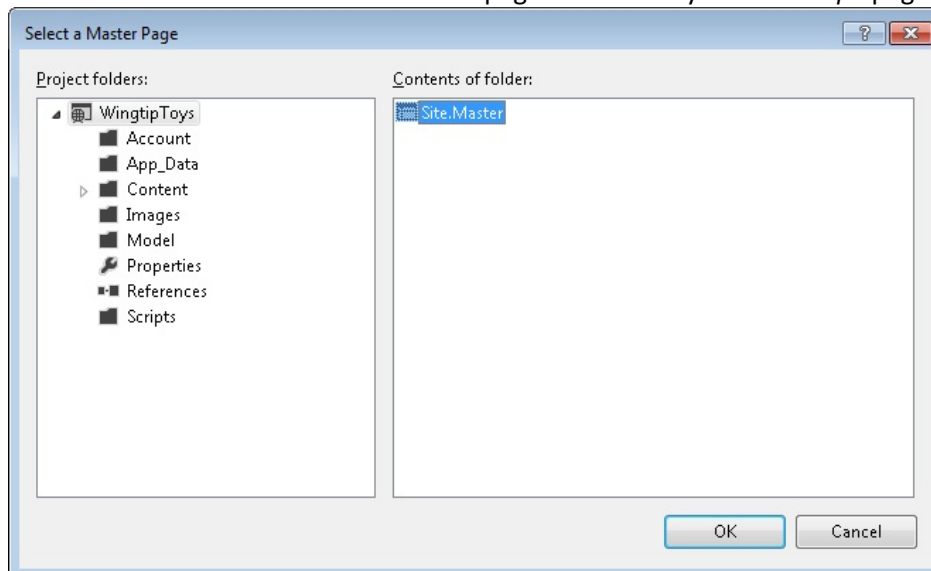 Select a Master Page
Project folders:
Contents of folder:
WingtipToys
Account
App_Data
Content
Images
Model
Properties
References
Scripts
Site.Master
OK
Cancel